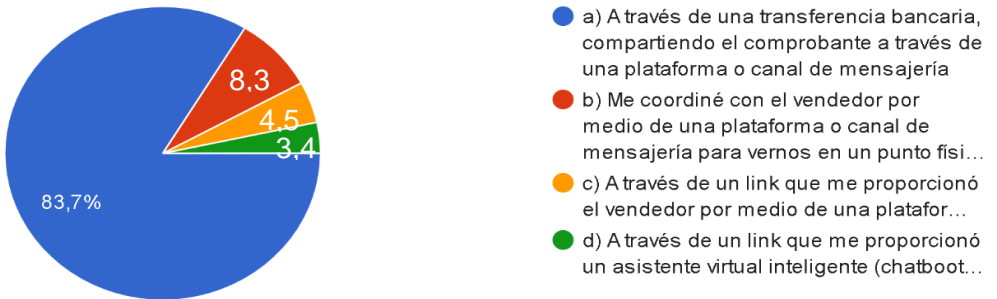 8,3
4,5
3,4
83,7%
a) A través de una transferencia bancaria,
compartiendo el comprobante a través de
una plataforma o canal de mensajería
b) Me coordiné con el vendedor por
medio de una plataforma o canal de
mensajería para vernos en un punto físi...
c) A través de un link que me proporcionó
el vendedor por medio de una platafor...
d) A través de un link que me proporcionó
un asistente virtual inteligente (chatboot...